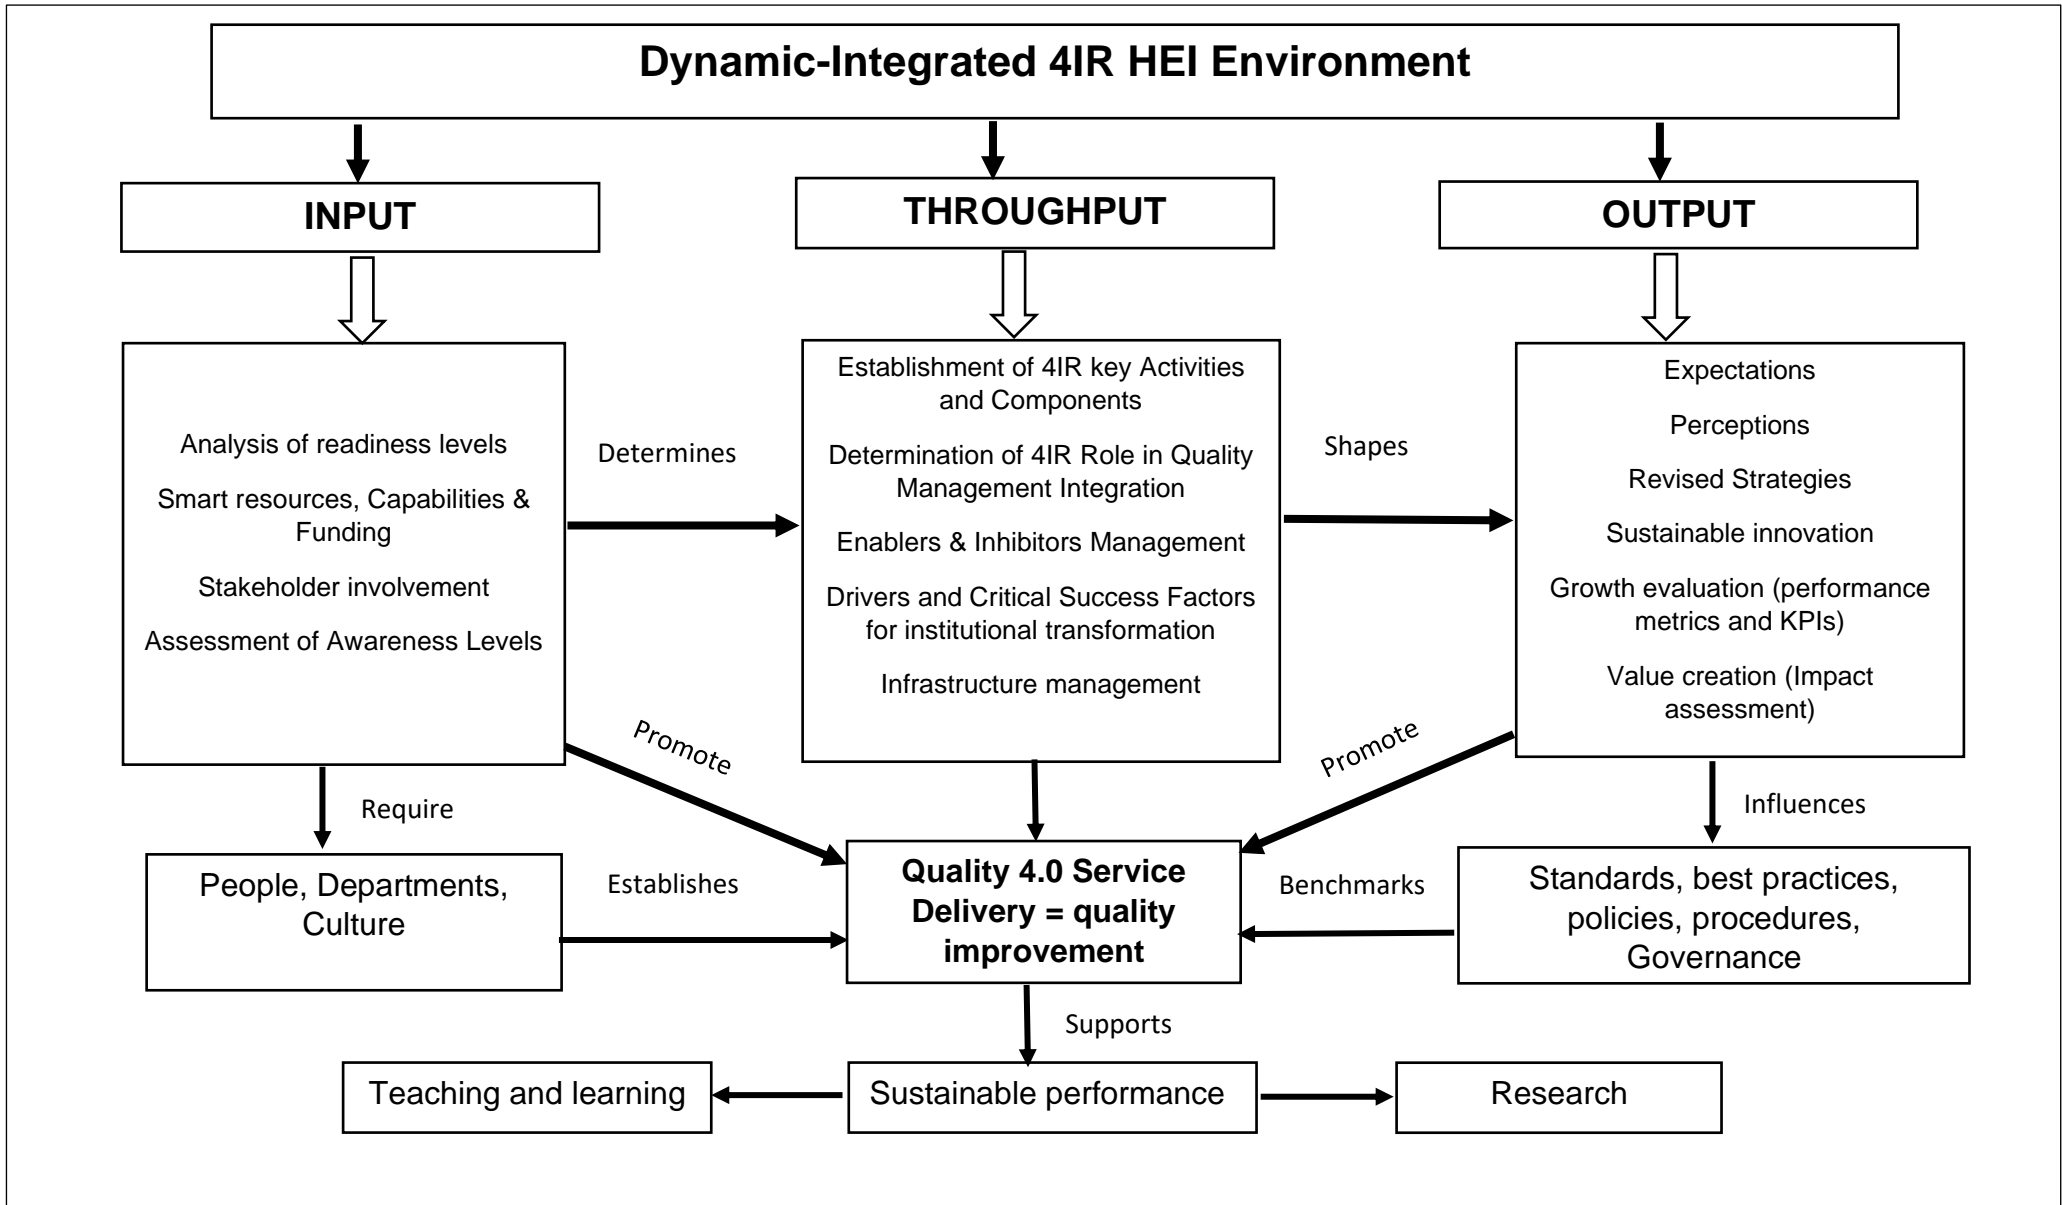 Dynamic-Integrated 4IR HEI Environment
INPUT
THROUGHPUT
OUTPUT
Analysis of readiness levels
Smart resources, Capabilities &
Funding
Stakeholder involvement
Assessment of Awareness Levels
Determines
Establishment of 4IR key Activities
and Components
Determination of 4IR Role in Quality
Management Integration
Enablers & Inhibitors Management
Drivers and Critical Success Factors
for institutional transformation
Infrastructure management
Shapes
Expectations
Perceptions
Revised Strategies
Sustainable innovation
Growth evaluation (performance
metrics and KPIs)
Value creation (Impact
assessment)
Promote
Promote
Require
Influences
People, Departments,
Culture
Establishes
Quality 4.0 Service
Delivery = quality
improvement
Benchmarks
Standards, best practices,
policies, procedures,
Governance
Supports
Teaching and learning
Sustainable performance
Research